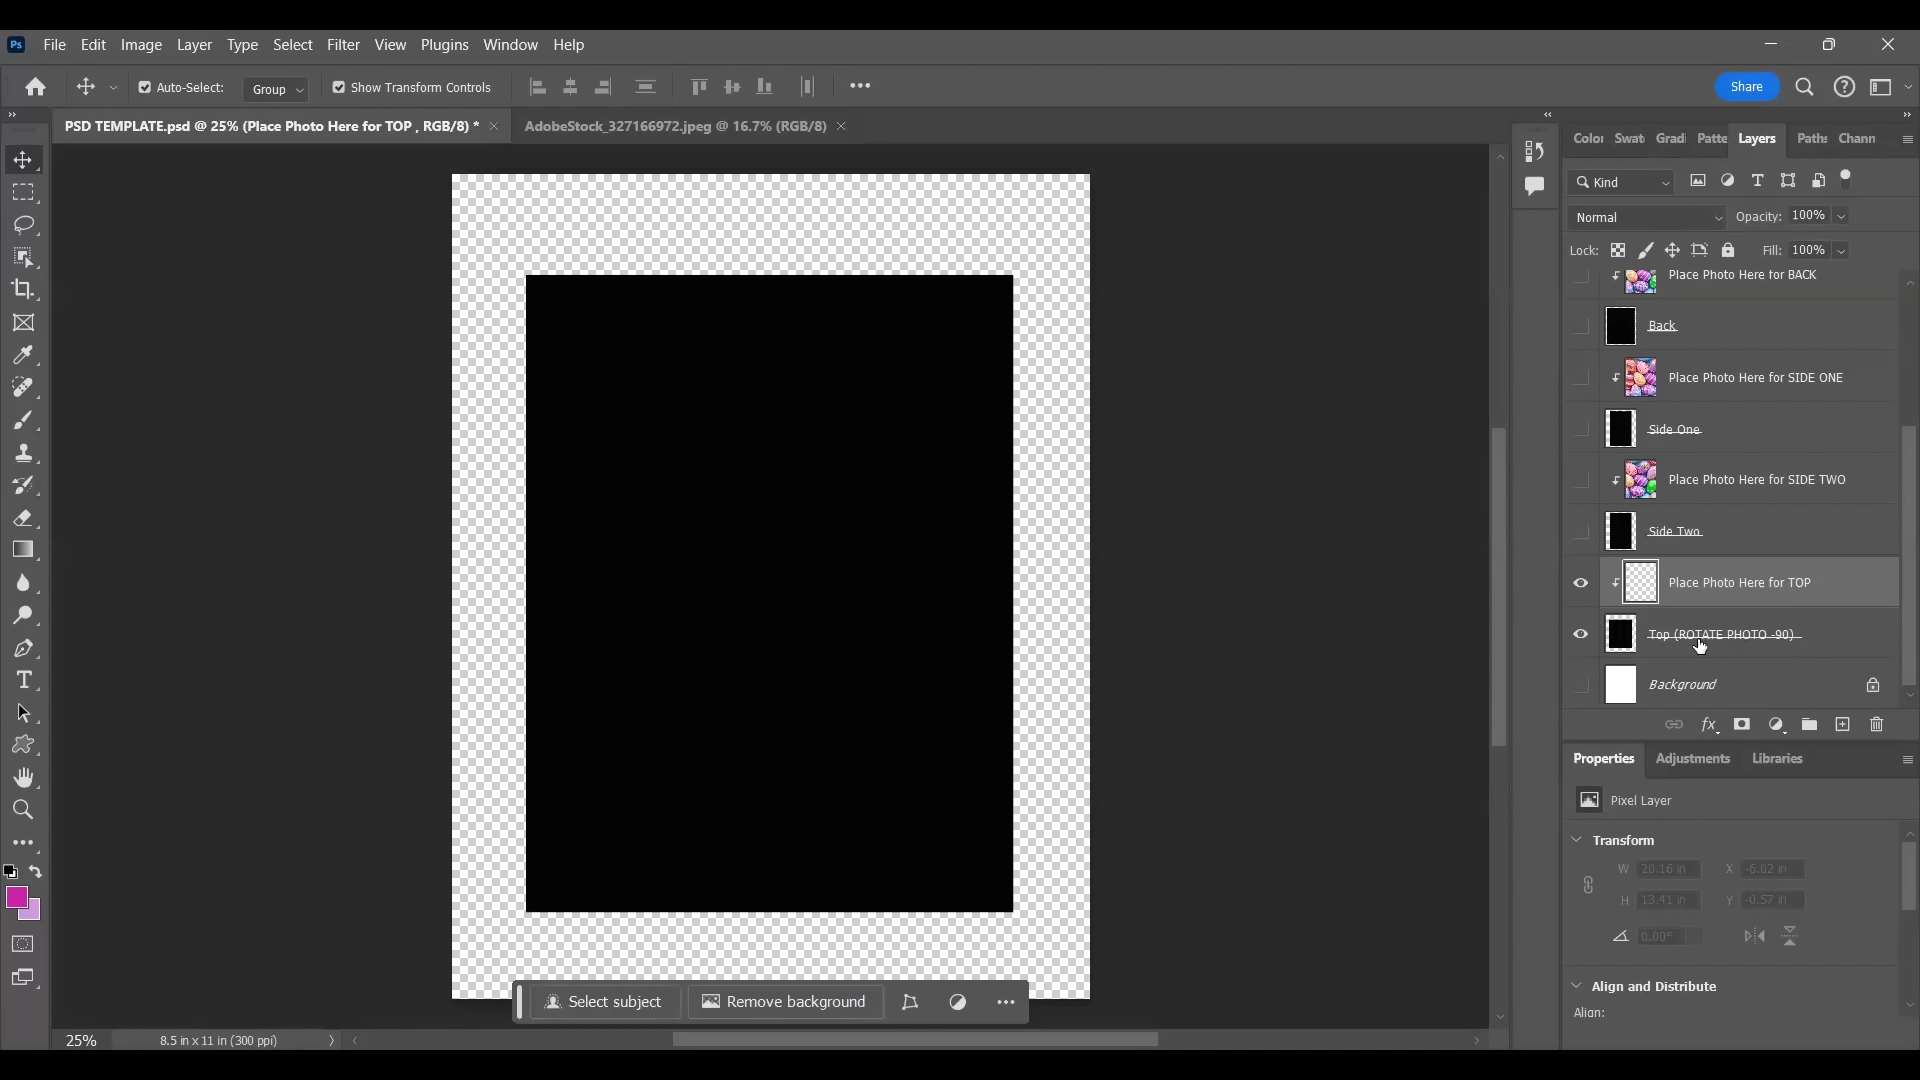 Ps File Edit Image Layer Type Select Filter View Plugins Window Help
Auto-Select: Group Show Transform Controls Share
PSD TEMPLATE.psd @ 25% (Place Photo Here for TOP , RGB/8) * AdobeStock_327166972.jpeg @ 16.7% (RGB/8)
Color Swat Gradi Patte Layers Paths Chann
Kind
Normal Opacity: 100%
Lock: Fill: 100%
Place Photo Here for BACK
Back
Place Photo Here for SIDE ONE
Side One
Place Photo Here for SIDE TWO
Side Two
Place Photo Here for TOP
Top (ROTATE PHOTO -90)
Background
fx
Properties Adjustments Libraries
Pixel Layer
Transform
W 20.16 in X -6.02 in
H 13.41 in Y -0.57 in
0.00°
Align and Distribute
Align:
Select subject Remove background
25% 8.5 in x 11 in (300 ppi)